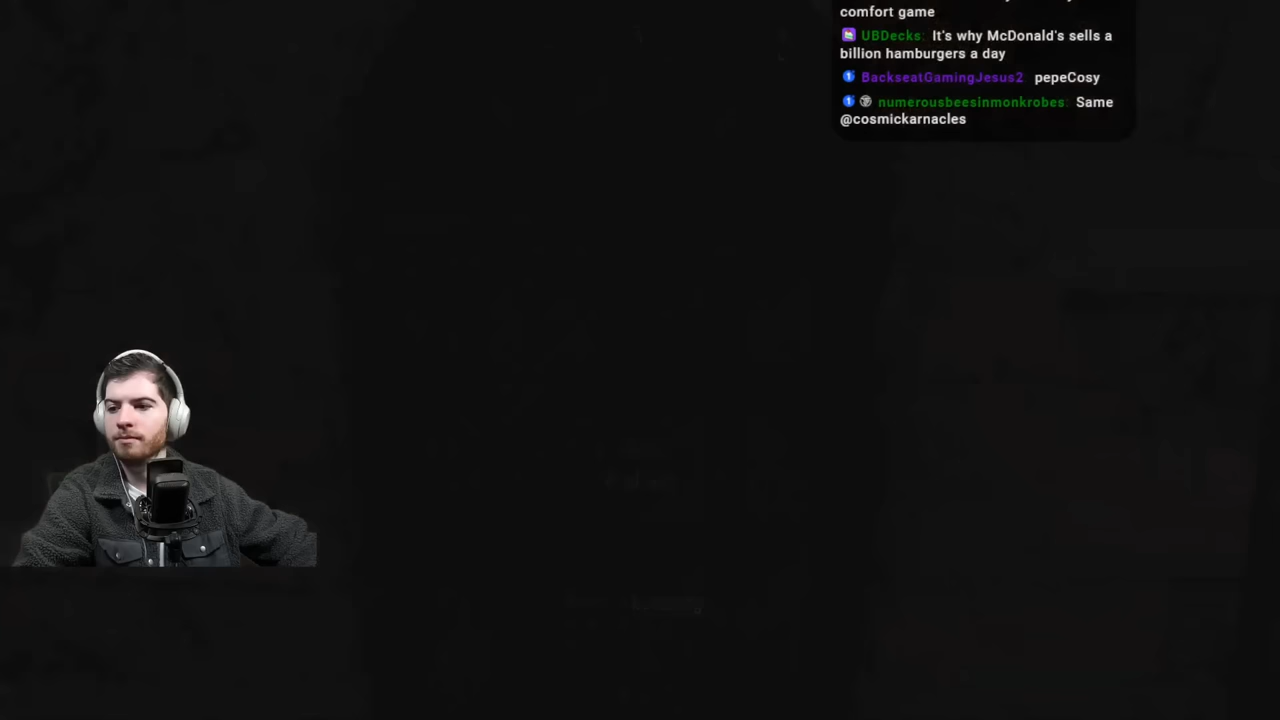 comfort game
UBDecks: It's why McDonald's sells a
billion hamburgers a day
BackseatGamingJesus2 pepeCosy
numerousbeesinmonkrobes: Same
@cosmickarnacles